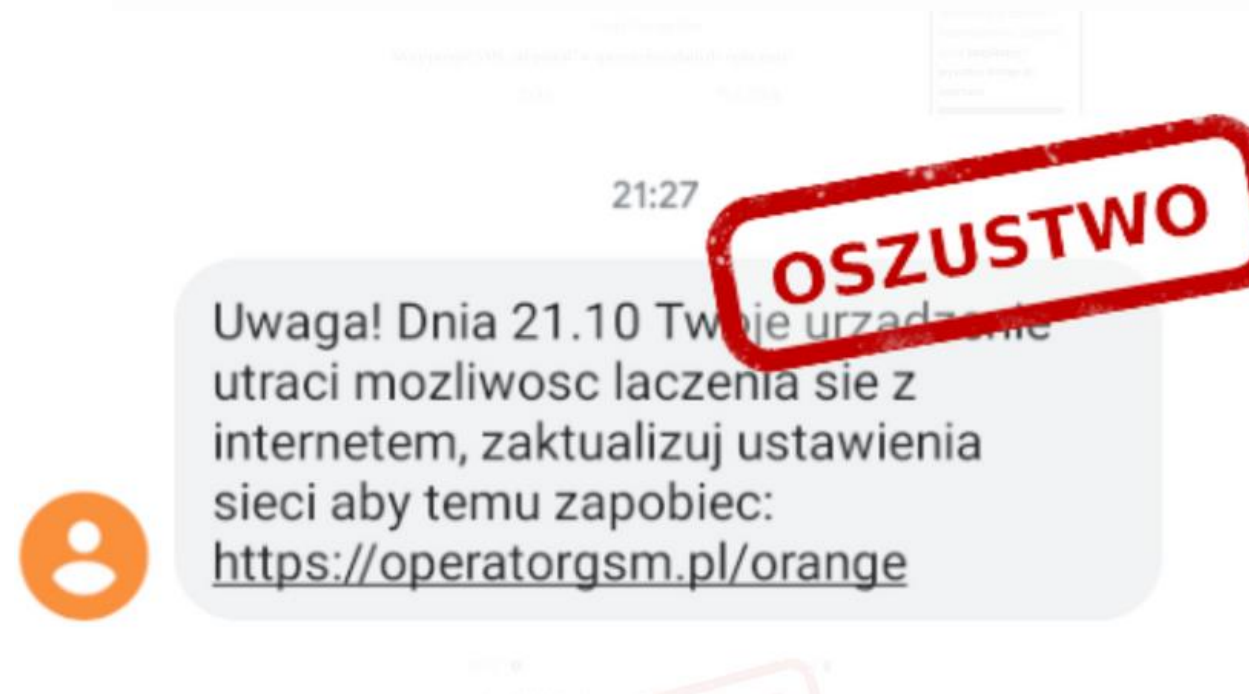 21:27
OSZUSTWO
Uwaga! Dnia 21.10 Twoje urzadzenie
utraci mozliwosc laczenia sie z
internetem, zaktualizuj ustawienia
sieci aby temu zapobiec:
https://operatorgsm.pl/orange